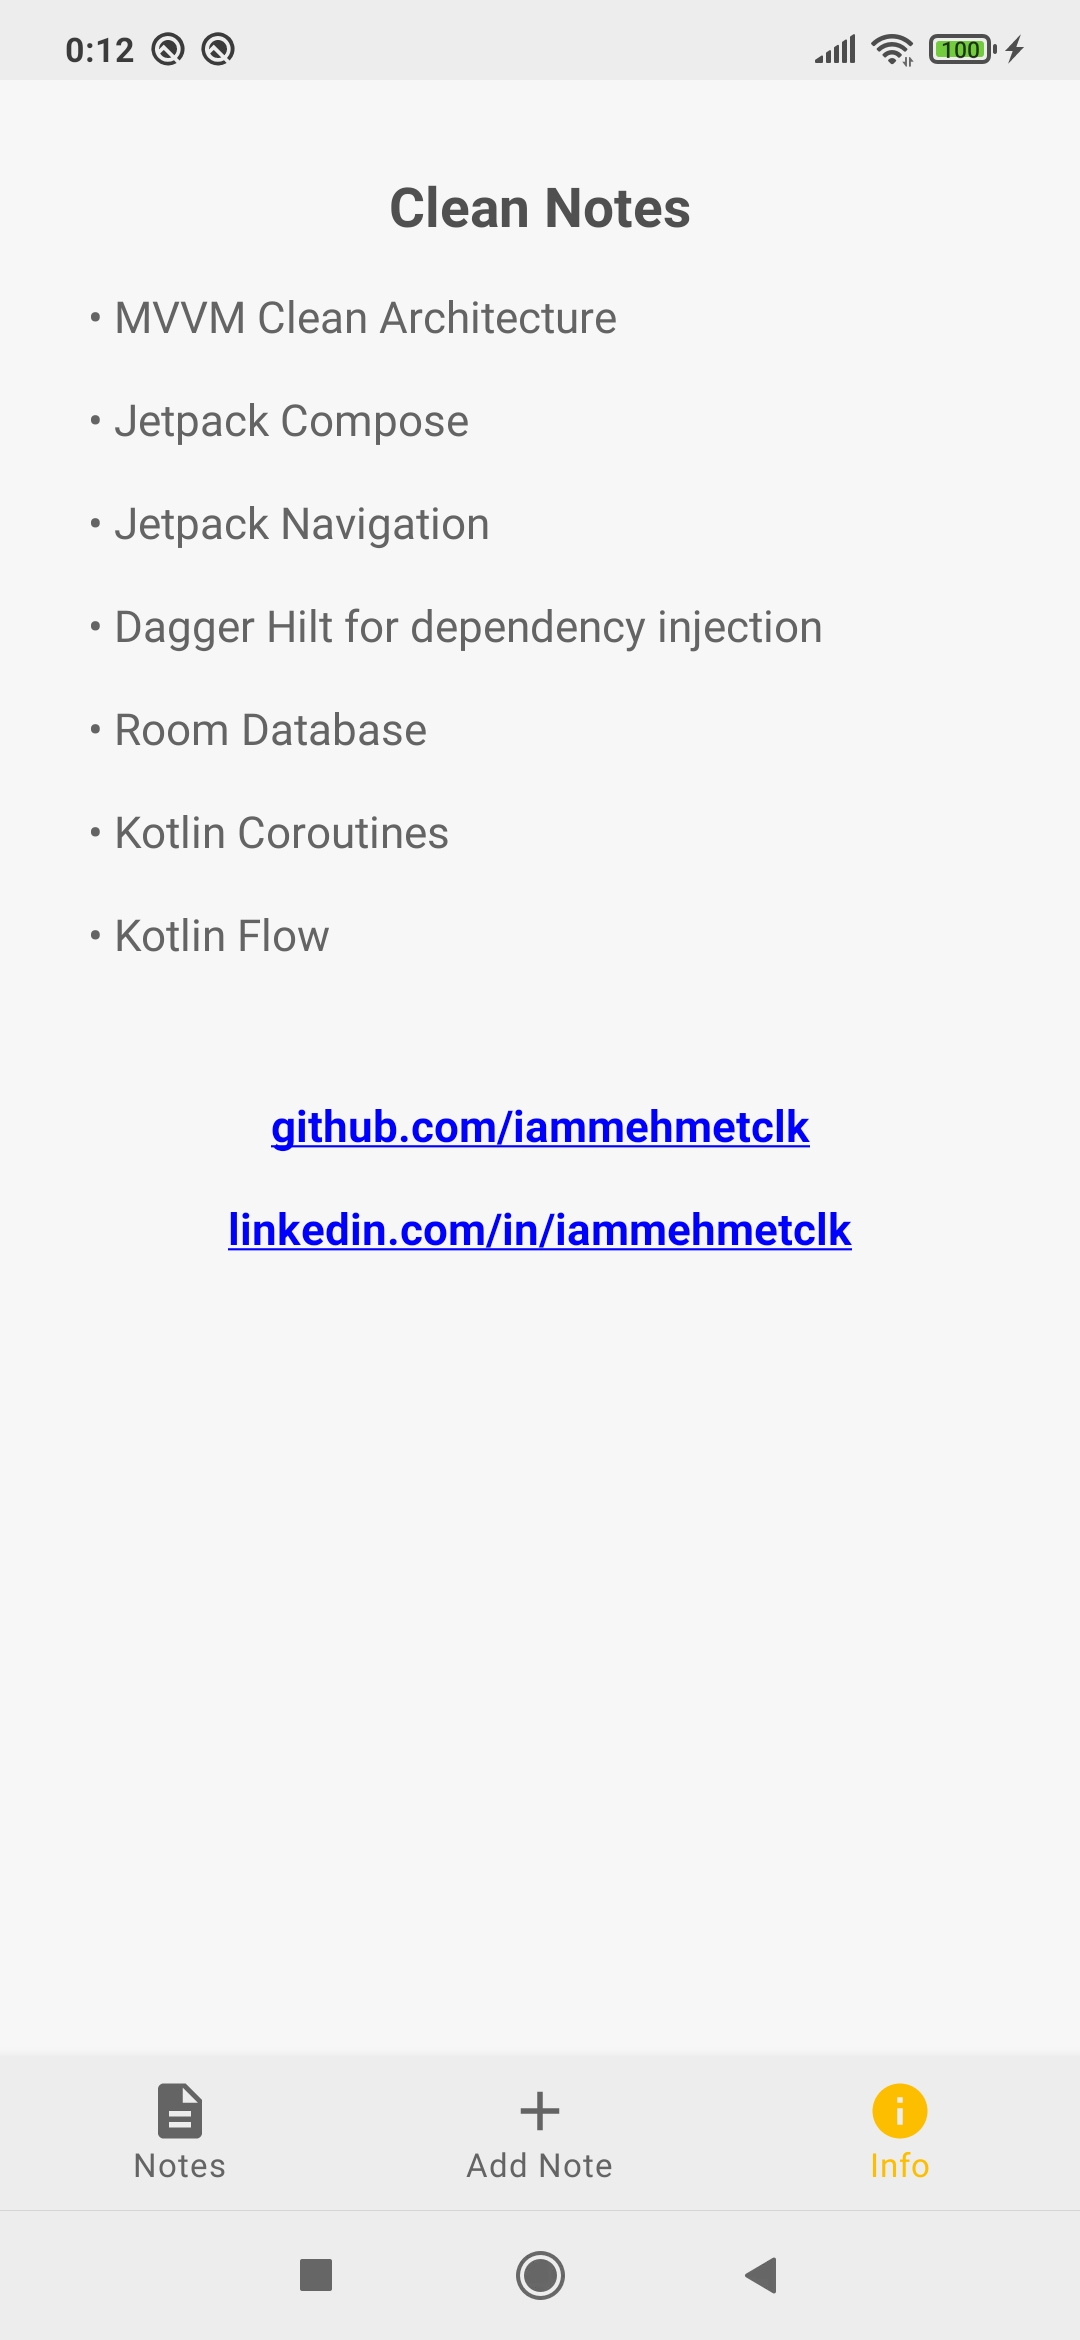 0:12
100
Clean Notes
• MVVM Clean Architecture
• Jetpack Compose
• Jetpack Navigation
• Dagger Hilt for dependency injection
• Room Database
• Kotlin Coroutines
• Kotlin Flow
github.com/iammehmetclk
linkedin.com/in/iammehmetclk
Notes
Add Note
Info